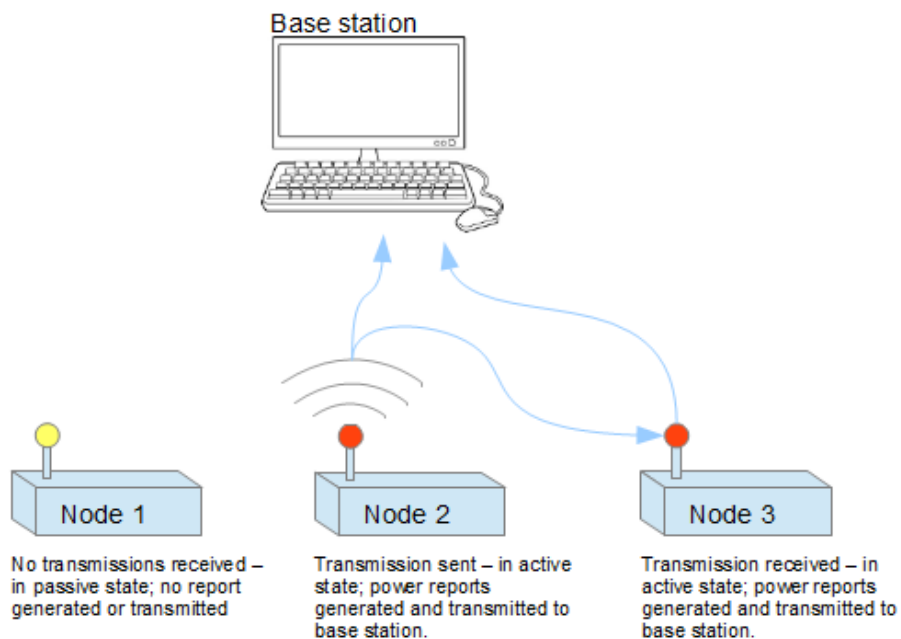 Base station
Node 1
Node 2
Node 3
No transmissions received –
in passive state; no report
generated or transmitted
Transmission sent – in active
state; power reports
generated and transmitted to
base station.
Transmission received – in
active state; power reports
generated and transmitted to
base station.